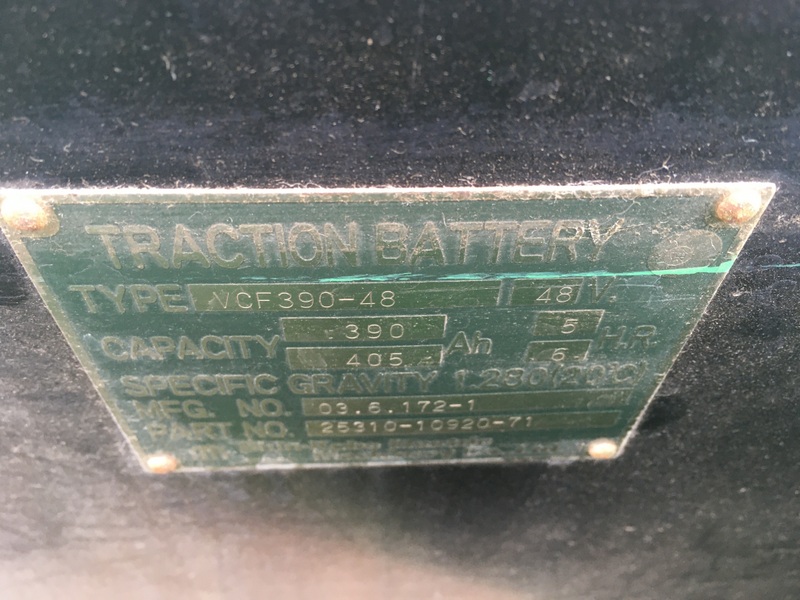 TRACTION BATTERY
TYPE VCF390-48 48 V.
CAPACITY 390 Ah 5 H.R.
405 6
SPECIFIC GRAVITY 1.280 (20°C)
MFG. NO. 03.6.172-1
PART NO. 25310-10920-71